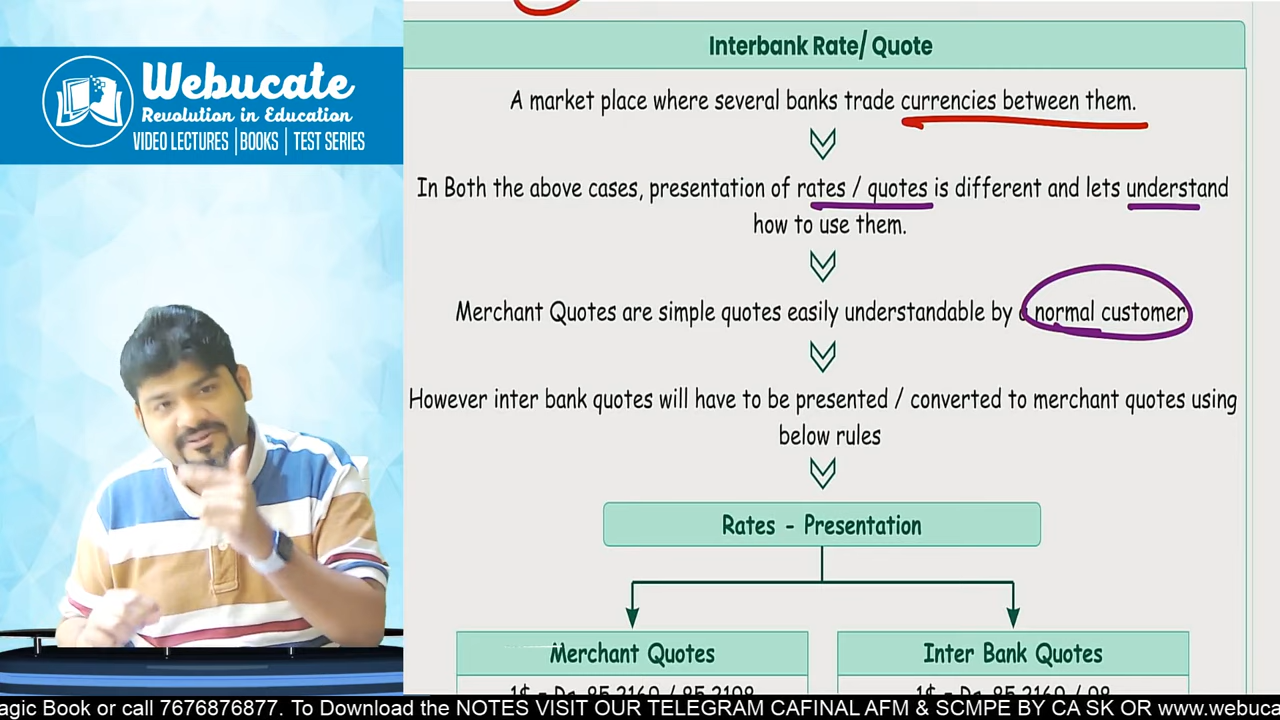 Webucate
Revolution in Education
VIDEO LECTURES | BOOKS | TEST SERIES
Interbank Rate/ Quote
A market place where several banks trade currencies between them.
In Both the above cases, presentation of rates / quotes is different and lets understand
how to use them.
Merchant Quotes are simple quotes easily understandable by a normal customer
However inter bank quotes will have to be presented / converted to merchant quotes using
below rules
Rates - Presentation
Merchant Quotes
Inter Bank Quotes
agic Book or call 7676876877. To Download the NOTES VISIT OUR TELEGRAM CAFINAL AFM & SCMPE BY CA SK OR www.webuca